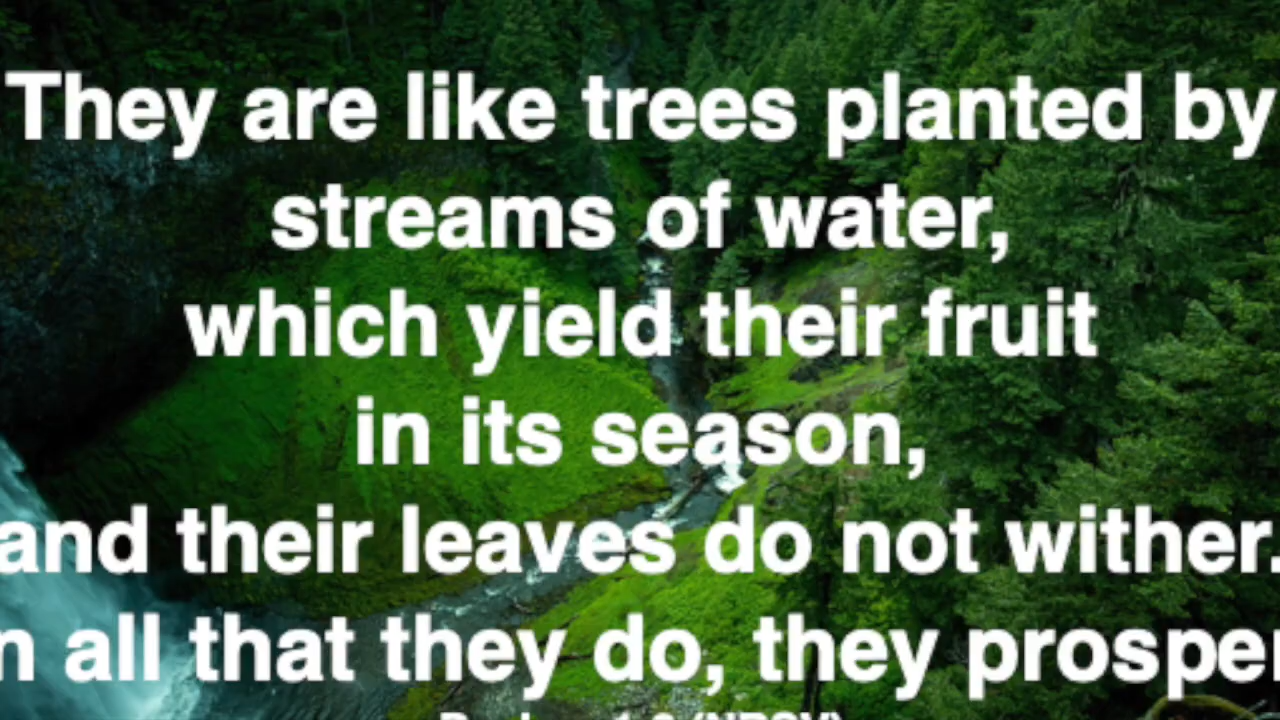 They are like trees planted by
streams of water,
which yield their fruit
in its season,
and their leaves do not wither.
n all that they do, they prosper